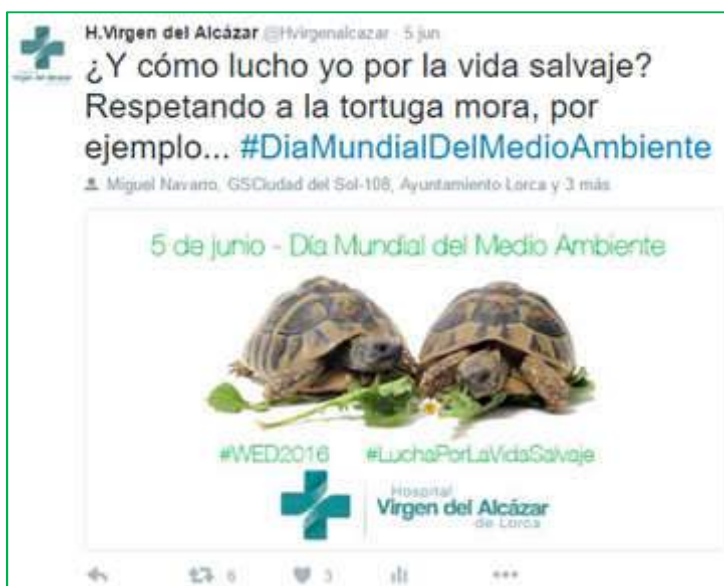 H.Virgen del Alcázar @Hvirgenalcazar · 5 jun
¿Y cómo lucho yo por la vida salvaje?
Respetando a la tortuga mora, por
ejemplo... #DiaMundialDelMedioAmbiente
Miguel Navarro, GSCiudad del Sol-108, Ayuntamiento Lorca y 3 más
5 de junio - Día Mundial del Medio Ambiente
#WED2016 #LuchaPorLaVidaSalvaje
Hospital
Virgen del Alcázar
de Lorca
6 3